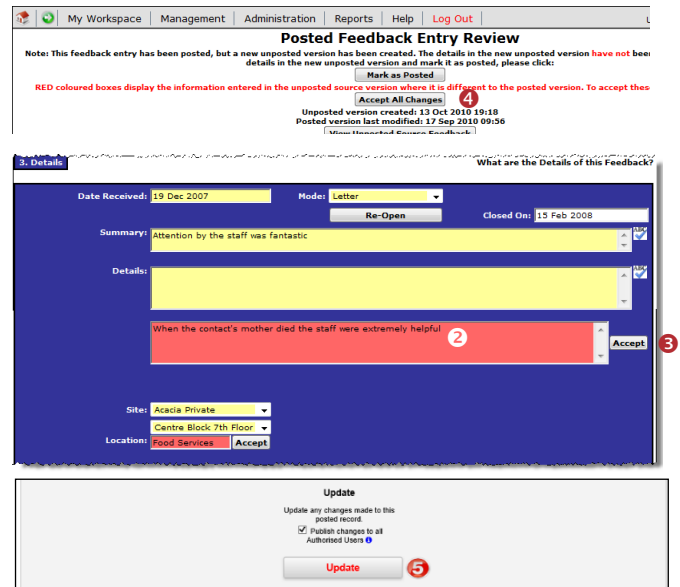 My Workspace Management Administration Reports Help Log Out
Posted Feedback Entry Review
Note: This feedback entry has been posted, but a new unposted version has been created. The details in the new unposted version have not
details in the new unposted version and mark it as posted, please click:
Mark as Posted
RED coloured boxes display the information entered in the unposted source version where it is different to the posted version. To accept these
Accept All Changes 4
Unposted version created: 13 Oct 2010 19:18
Posted version last modified: 17 Sep 2010 09:56
View Unposted Source Feedback
3. Details What are the Details of this Feedback?
Date Received: 19 Dec 2007 Mode: Letter
Re-Open Closed On: 15 Feb 2008
Summary: Attention by the staff was fantastic
ABC
Details:
ABC
When the contact's mother died the staff were extremely helpful 2
Accept 3
Site: Acacia Private
Centre Block 7th Floor
Location: Food Services Accept
Update
Update any changes made to this
posted record.
Publish changes to all
Authorised Users
Update 5